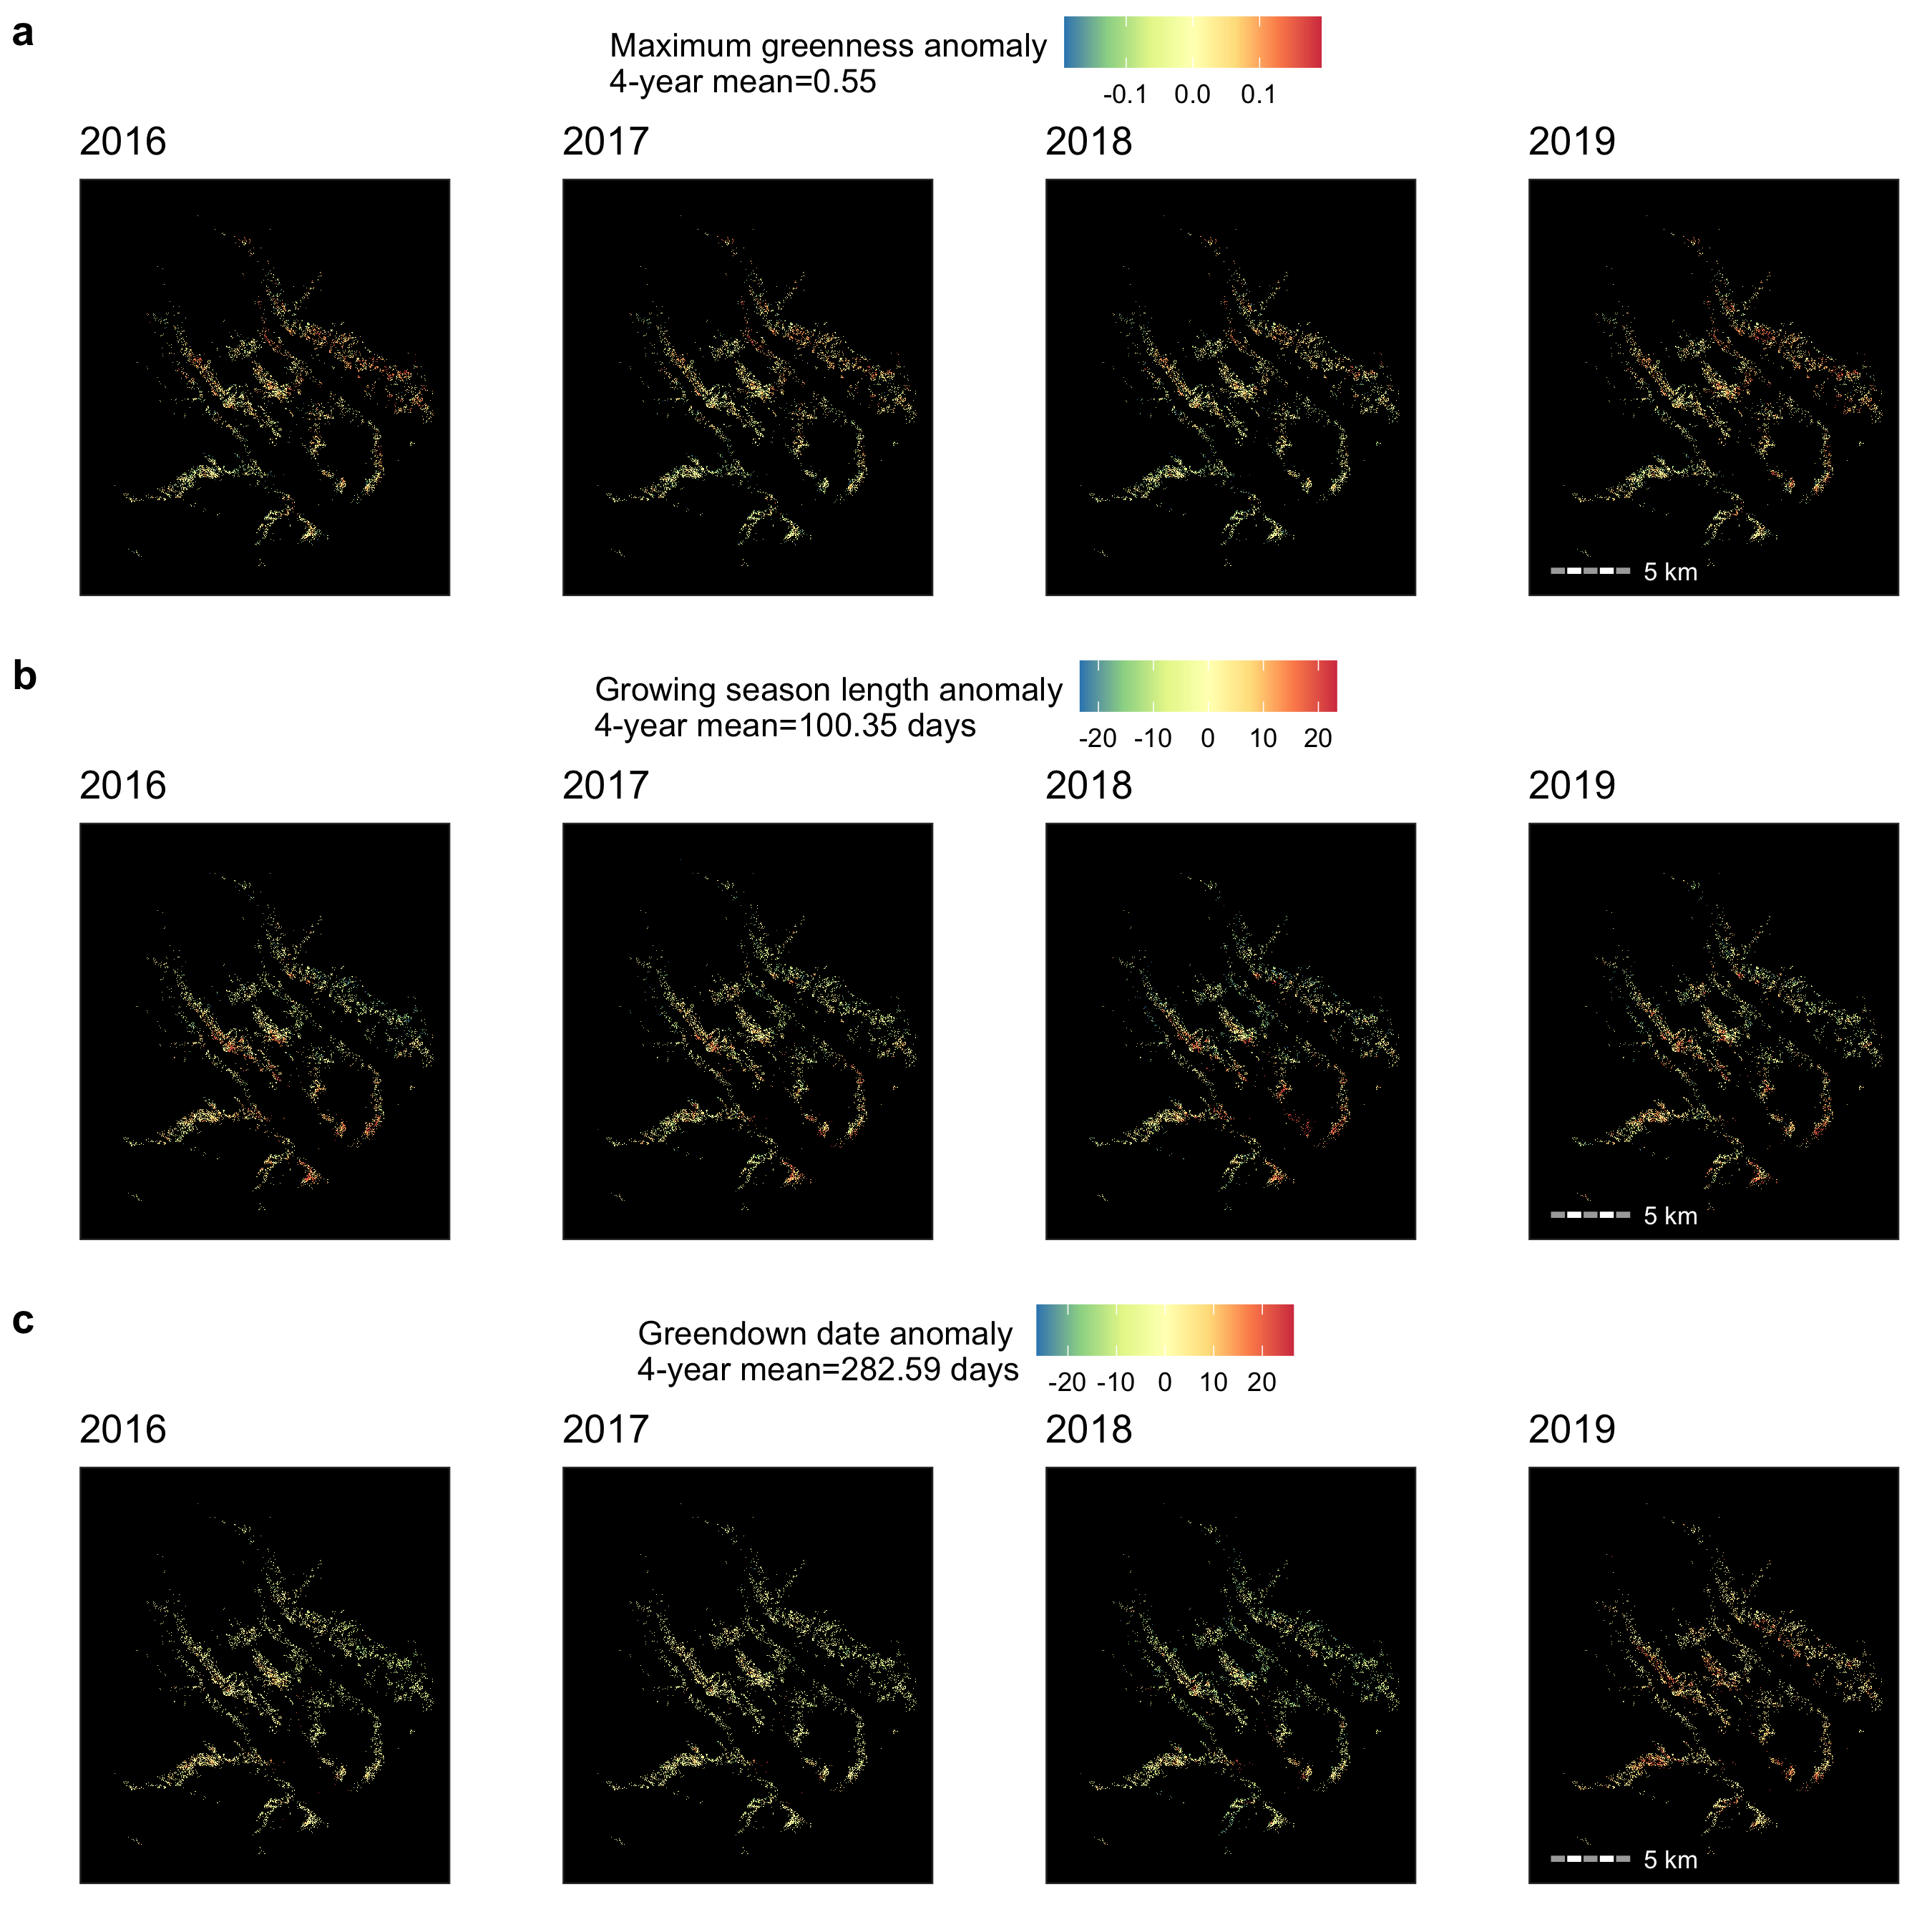 a
Maximum greenness anomaly
4-year mean=0.55
-0.1 0.0 0.1
2016 2017 2018 2019
5 km
b
Growing season length anomaly
4-year mean=100.35 days
-20 -10 0 10 20
2016 2017 2018 2019
5 km
c
Greendown date anomaly
4-year mean=282.59 days
-20 -10 0 10 20
2016 2017 2018 2019
5 km